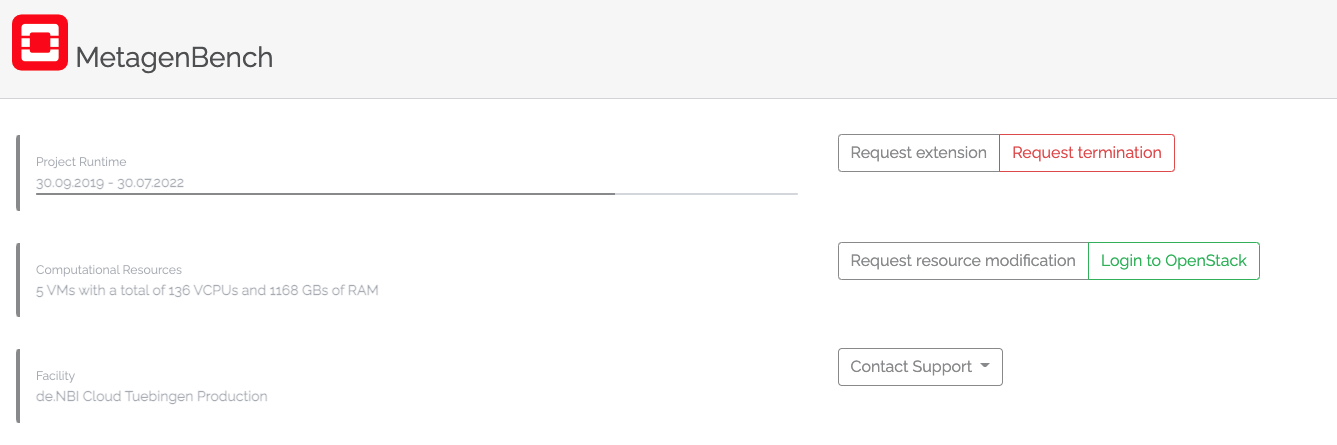 MetagenBench
Project Runtime
30.09.2019 - 30.07.2022
Request extension
Request termination
Computational Resources
5 VMs with a total of 136 VCPUs and 1168 GBs of RAM
Request resource modification
Login to OpenStack
Facility
de.NBI Cloud Tuebingen Production
Contact Support